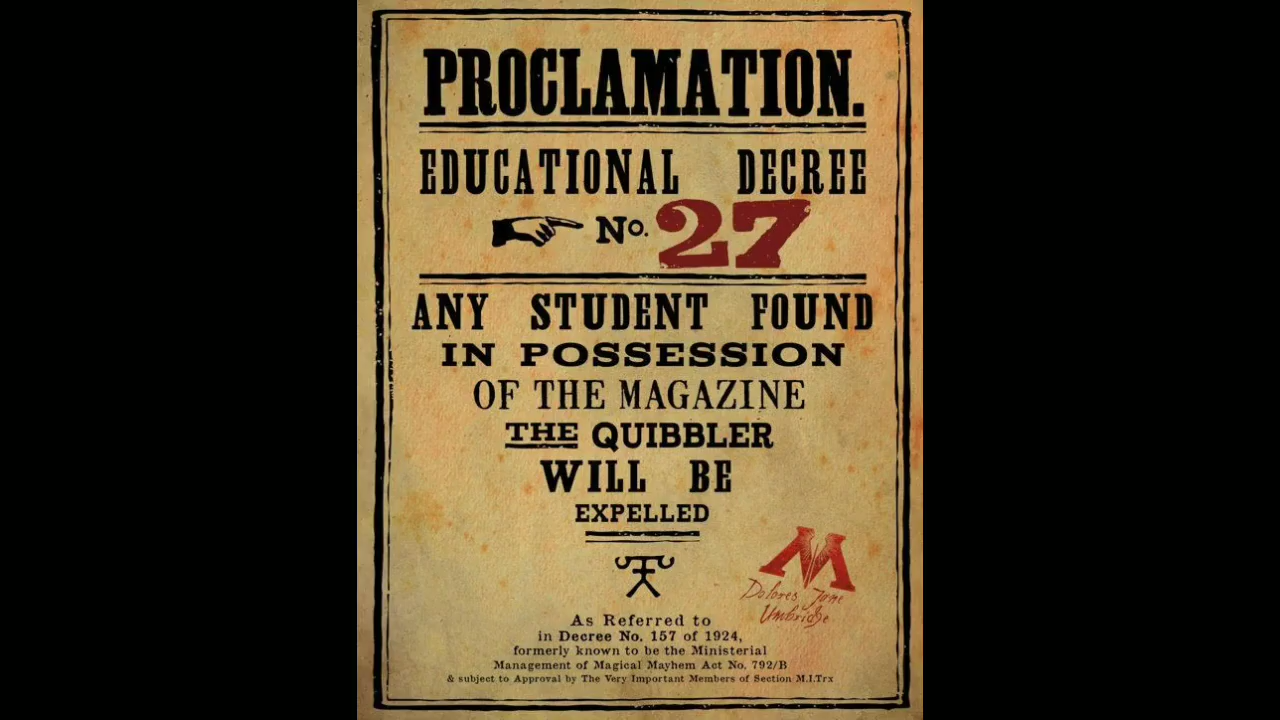 PROCLAMATION.
EDUCATIONAL DECREE
No. 27
ANY STUDENT FOUND
IN POSSESSION
OF THE MAGAZINE
THE QUIBBLER
WILL BE
EXPELLED
M
Dolores Jane
Umbridge
As Referred to
in Decree No. 157 of 1924,
formerly known to be the Ministerial
Management of Magical Mayhem Act No. 792/B
& subject to Approval by The Very Important Members of Section M.I.Trx